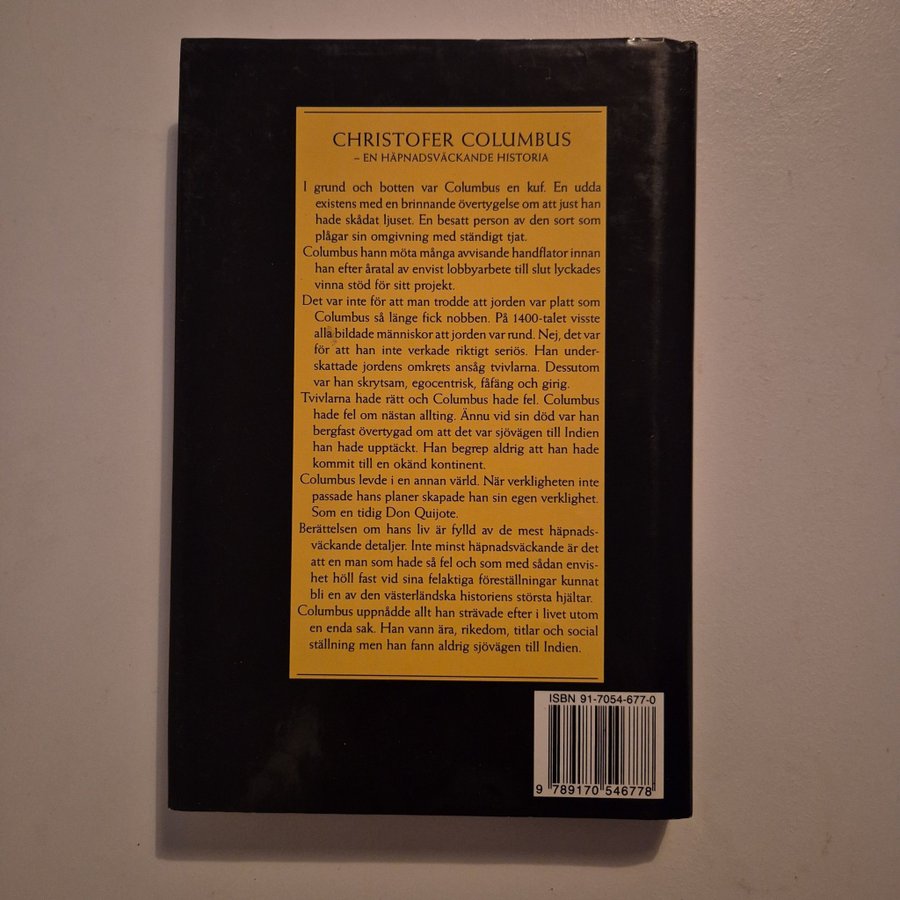 CHRISTOFER COLUMBUS
– EN HÄPNADSVÄCKANDE HISTORIA
I grund och botten var Columbus en kuf. En udda
existens med en brinnande övertygelse om att just han
hade skådat ljuset. En besatt person av den sort som
plågar sin omgivning med ständigt tjat.
Columbus hann möta många avvisande handflator innan
han efter åratal av envist lobbyarbete till slut lyckades
vinna stöd för sitt projekt.
Det var inte för att man trodde att jorden var platt som
Columbus så länge fick nobben. På 1400-talet visste
alla bildade människor att jorden var rund. Nej, det var
för att han inte verkade riktigt seriös. Han under-
skattade jordens omkrets ansåg tvivlarna. Dessutom
var han skrytsam, egocentrisk, fåfäng och girig.
Tvivlarna hade rätt och Columbus hade fel. Columbus
hade fel om nästan allting. Ännu vid sin död var han
bergfast övertygad om att det var sjövägen till Indien
han hade upptäckt. Han begrep aldrig att han hade
kommit till en okänd kontinent.
Columbus levde i en annan värld. När verkligheten inte
passade hans planer skapade han sin egen verklighet.
Som en tidig Don Quijote.
Berättelsen om hans liv är fylld av de mest häpnads-
väckande detaljer. Inte minst häpnadsväckande är det
att en man som hade så fel och som med sådan envis-
het höll fast vid sina felaktiga föreställningar kunnat
bli en av den västerländska historiens största hjältar.
Columbus uppnådde allt han strävade efter i livet utom
en enda sak. Han vann ära, rikedom, titlar och social
ställning men han fann aldrig sjövägen till Indien.
ISBN 91-7054-677-0
9 789170 546778